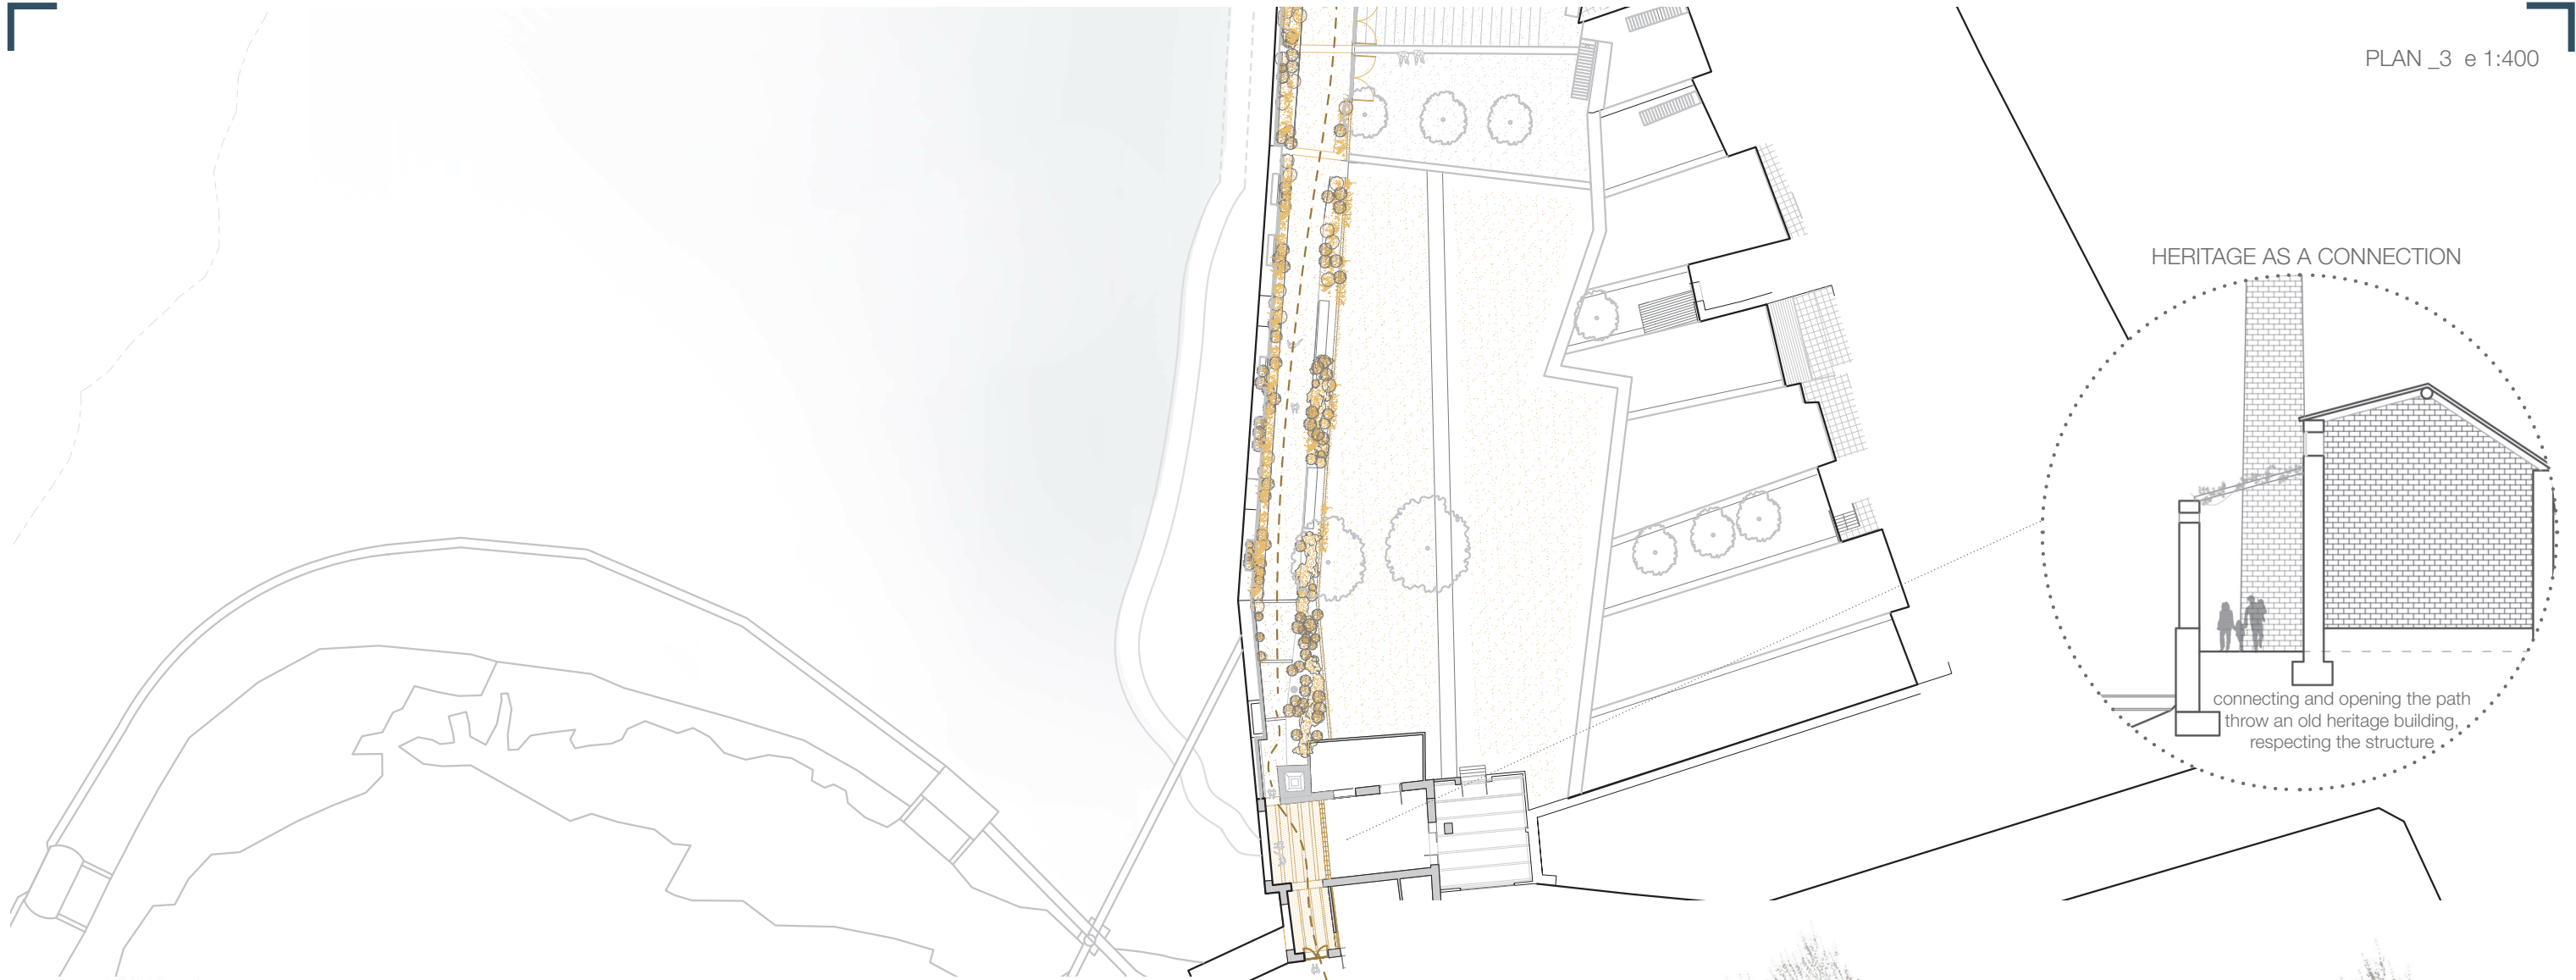 PLAN _3 e 1:400
HERITAGE AS A CONNECTION
connecting and opening the path
throw an old heritage building,
respecting the structure